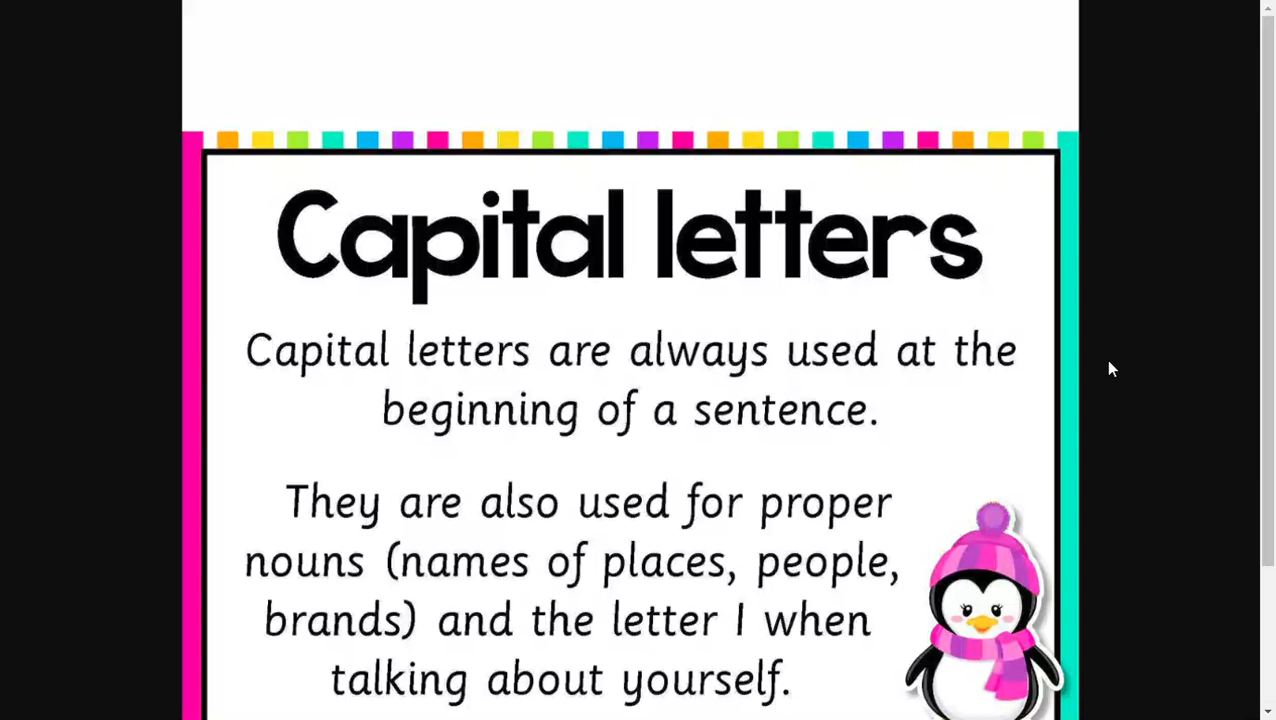 Capital letters
Capital letters are always used at the
beginning of a sentence.
They are also used for proper
nouns (names of places, people,
brands) and the letter I when
talking about yourself.